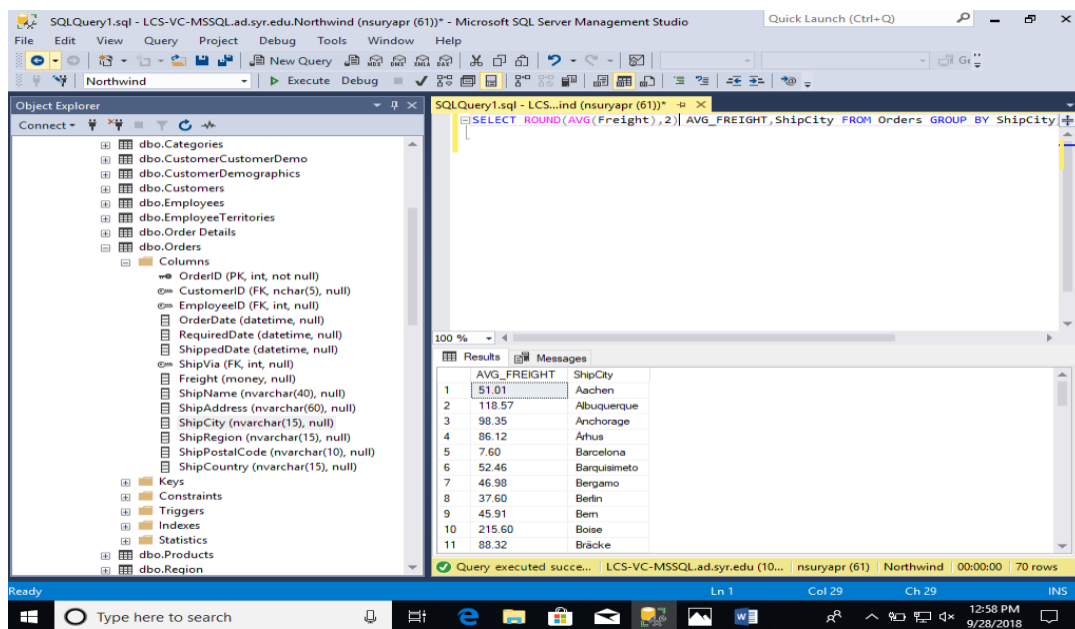 SQLQuery1.sql - LCS-VC-MSSQL.ad.syr.edu.Northwind (nsuryapr (61))* - Microsoft SQL Server Management Studio
Quick Launch (Ctrl+Q)
File Edit View Query Project Debug Tools Window Help
New Query
Northwind Execute Debug
Object Explorer
Connect
dbo.Categories
dbo.CustomerCustomerDemo
dbo.CustomerDemographics
dbo.Customers
dbo.Employees
dbo.EmployeeTerritories
dbo.Order Details
dbo.Orders
Columns
OrderID (PK, int, not null)
CustomerID (FK, nchar(5), null)
EmployeeID (FK, int, null)
OrderDate (datetime, null)
RequiredDate (datetime, null)
ShippedDate (datetime, null)
ShipVia (FK, int, null)
Freight (money, null)
ShipName (nvarchar(40), null)
ShipAddress (nvarchar(60), null)
ShipCity (nvarchar(15), null)
ShipRegion (nvarchar(15), null)
ShipPostalCode (nvarchar(10), null)
ShipCountry (nvarchar(15), null)
Keys
Constraints
Triggers
Indexes
Statistics
dbo.Products
dbo.Region
SQLQuery1.sql - LCS...ind (nsuryapr (61))*
SELECT ROUND(AVG(Freight),2) AVG_FREIGHT,ShipCity FROM Orders GROUP BY ShipCity
100 %
Results Messages
AVG_FREIGHT ShipCity
1 51.01 Aachen
2 118.57 Albuquerque
3 98.35 Anchorage
4 86.12 Århus
5 7.60 Barcelona
6 52.46 Barquisimeto
7 46.98 Bergamo
8 37.60 Berlin
9 45.91 Bern
10 215.60 Boise
11 88.32 Bräcke
Query executed succe... LCS-VC-MSSQL.ad.syr.edu (10... nsuryapr (61) Northwind 00:00:00 70 rows
Ready Ln 1 Col 29 Ch 29 INS
Type here to search
12:58 PM
9/28/2018